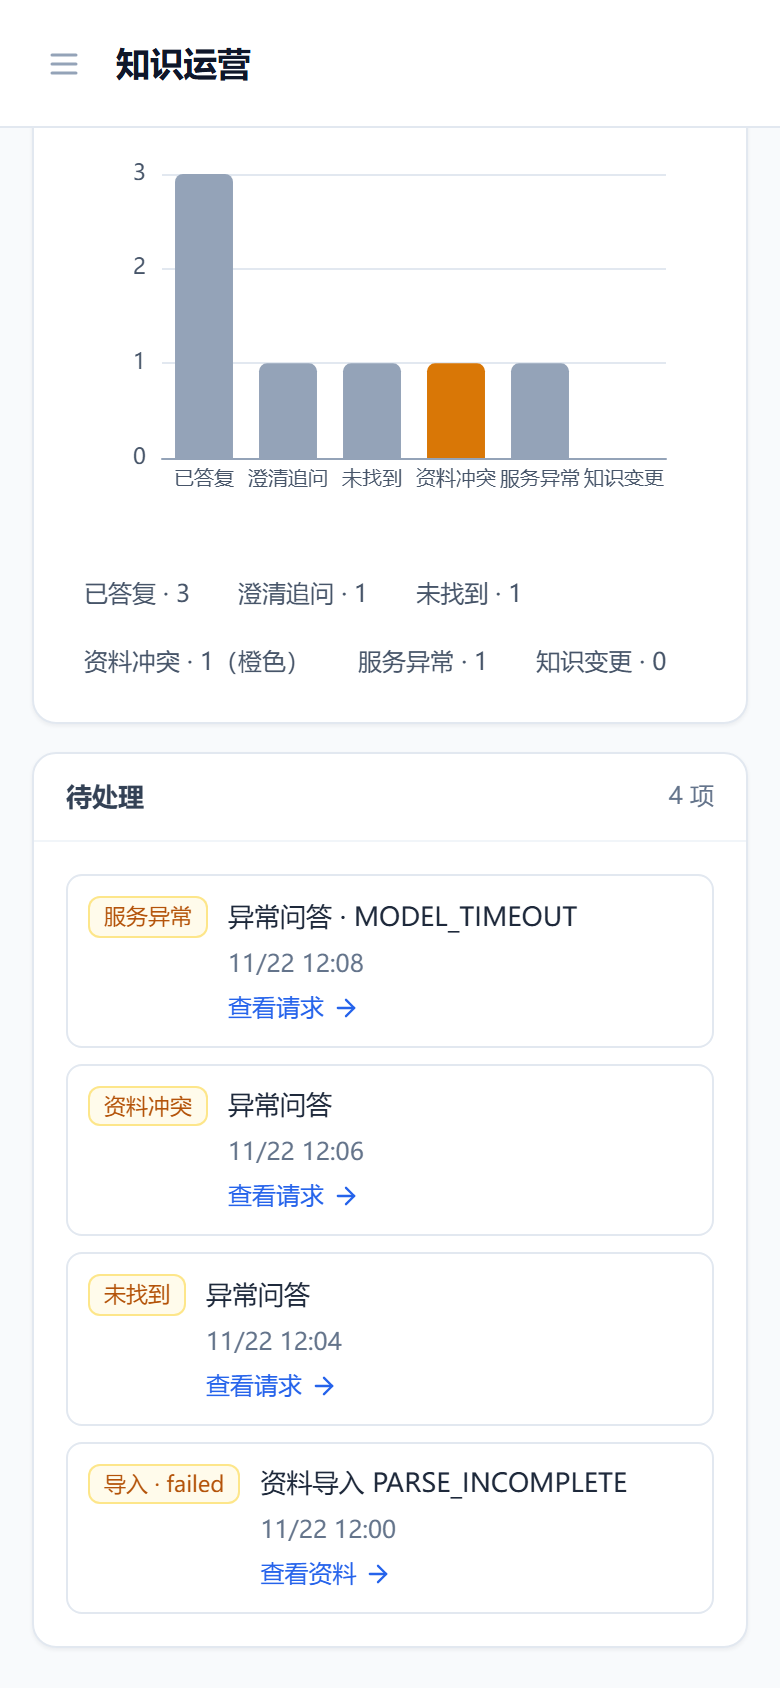 知识运营
3
2
1
0
已答复 澄清追问 未找到 资料冲突 服务异常 知识变更
已答复 · 3 澄清追问 · 1 未找到 · 1
资料冲突 · 1（橙色） 服务异常 · 1 知识变更 · 0
待处理 4 项
服务异常 异常问答 · MODEL_TIMEOUT
11/22 12:08
查看请求 →
资料冲突 异常问答
11/22 12:06
查看请求 →
未找到 异常问答
11/22 12:04
查看请求 →
导入 · failed 资料导入 PARSE_INCOMPLETE
11/22 12:00
查看资料 →